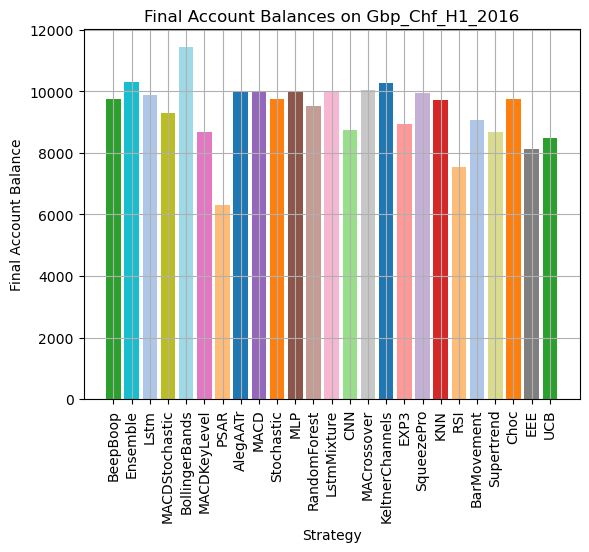 Final Account Balances on Gbp_Chf_H1_2016
Final Account Balance
12000
10000
8000
6000
4000
2000
0
BeepBoop
Ensemble
Lstm
MACDStochastic
BollingerBands
MACDKeyLevel
PSAR
AlegAATr
MACD
Stochastic
MLP
RandomForest
LstmMixture
CNN
MACrossover
KeltnerChannels
EXP3
SqueezePro
KNN
RSI
BarMovement
Supertrend
Choc
EEE
UCB
Strategy